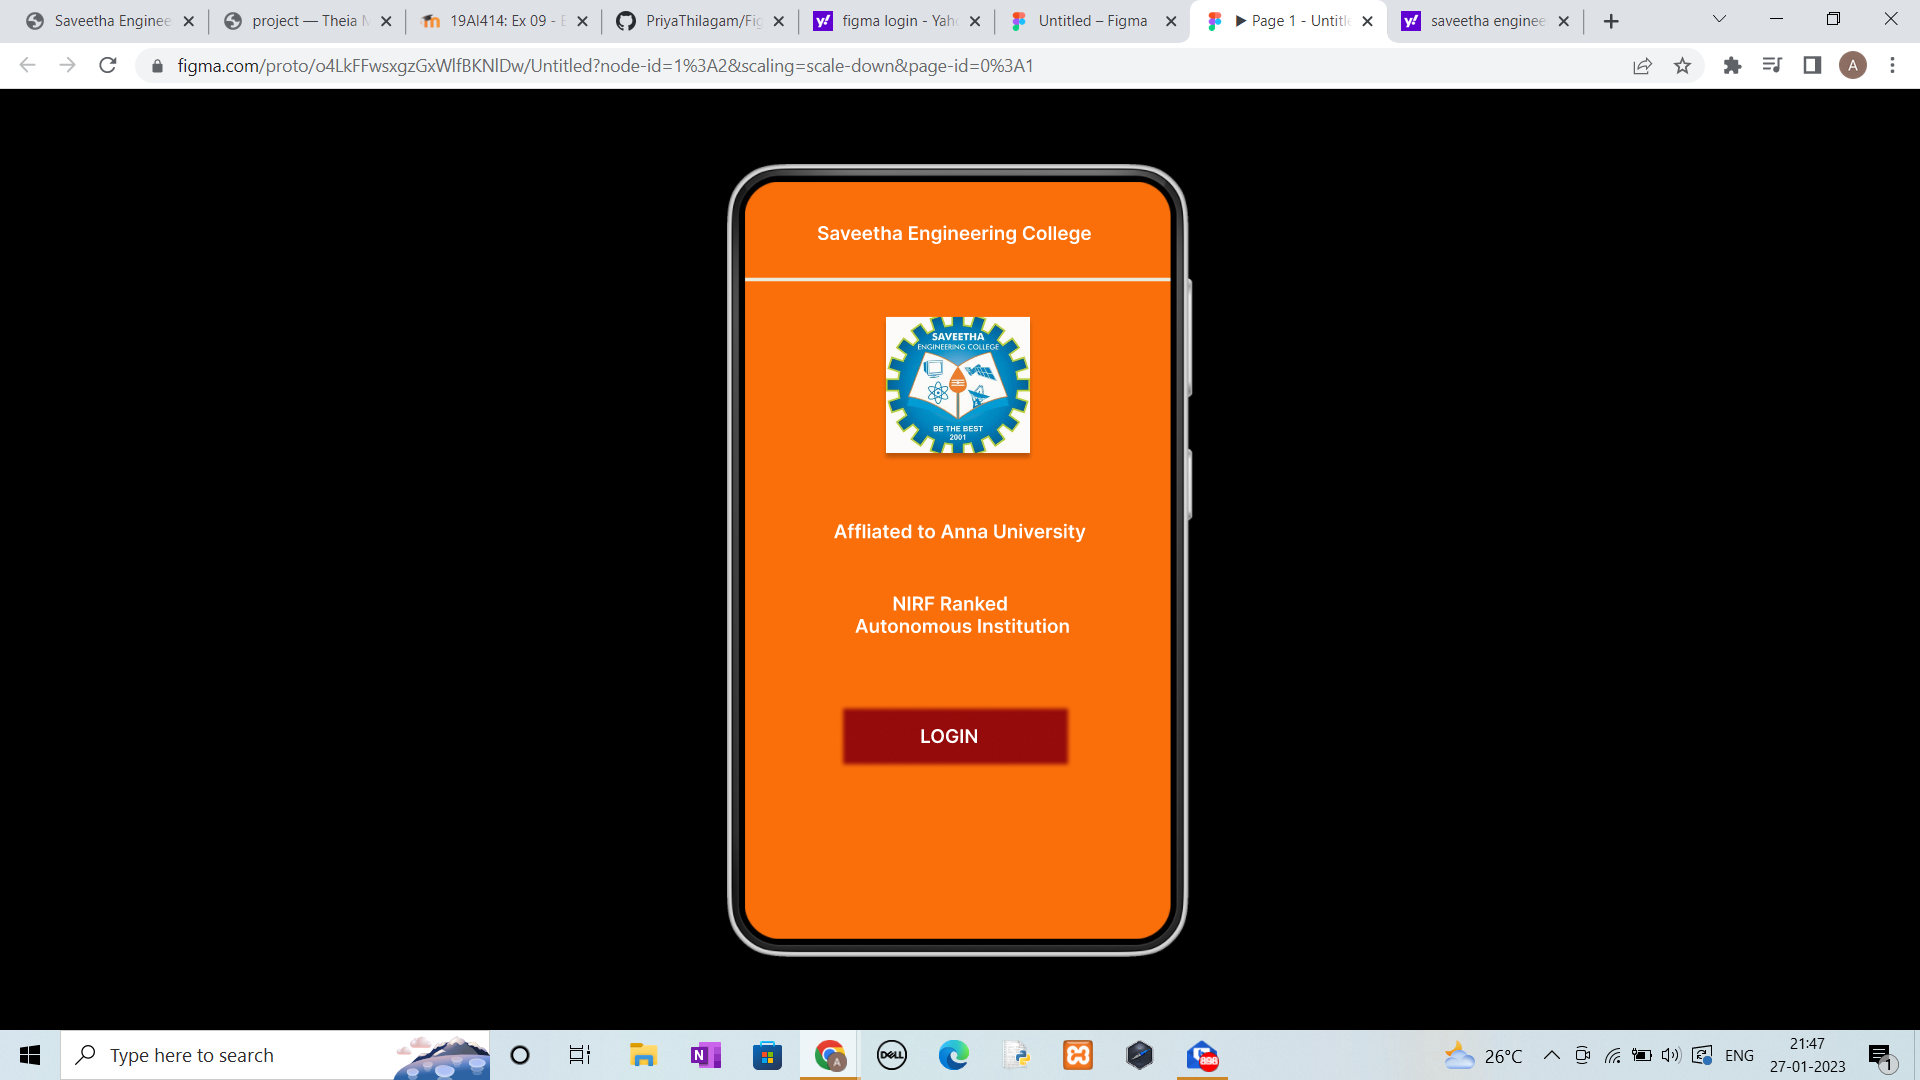 Saveetha Enginee
project — Theia M
19AI414: Ex 09 - E
PriyaThilagam/Fig
figma login - Yah
Untitled – Figma
▶ Page 1 - Untitle
saveetha enginee
figma.com/proto/o4LkFFwsxgzGxWlfBKNlDw/Untitled?node-id=1%3A2&scaling=scale-down&page-id=0%3A1
A
Saveetha Engineering College
SAVEETHA
ENGINEERING COLLEGE
BE THE BEST
2001
Affliated to Anna University
NIRF Ranked
Autonomous Institution
LOGIN
Type here to search
N
A
DELL
898
26°C
ENG
21:47
27-01-2023
1